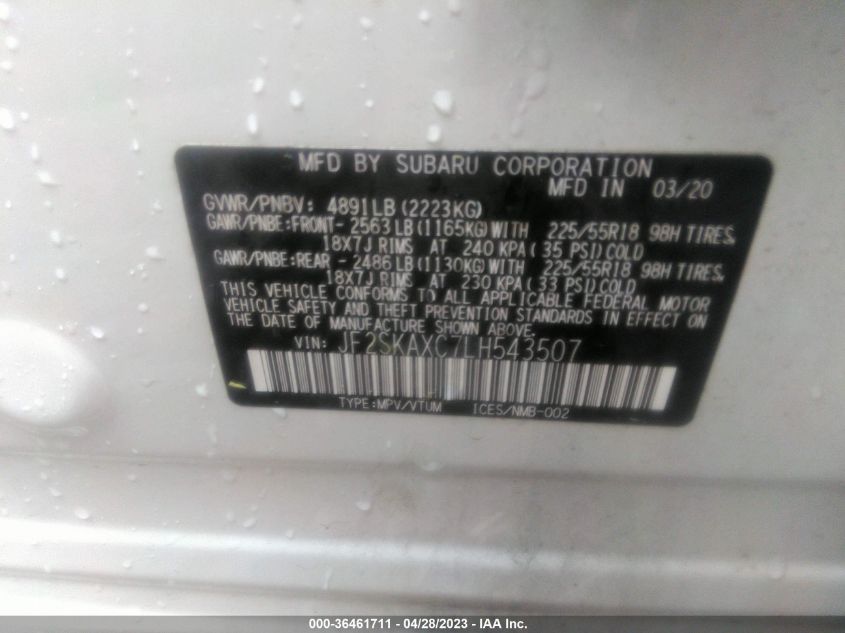 MFD BY SUBARU CORPORATION
MFD IN 03/20
GVWR/PNBV: 4891LB (2223KG)
GAWR/PNBE:FRONT- 2563 LB (1165KG) WITH 225/55R18 98H TIRES,
18X7J RIMS AT 240 KPA ( 35 PSI) COLD
GAWR/PNBE:REAR - 2486 LB (1130KG) WITH 225/55R18 98H TIRES,
18X7J RIMS AT 230 KPA ( 33 PSI) COLD
THIS VEHICLE CONFORMS TO ALL APPLICABLE FEDERAL MOTOR
VEHICLE SAFETY AND THEFT PREVENTION STANDARDS IN EFFECT ON
THE DATE OF MANUFACTURE SHOWN ABOVE.
VIN: JF2SKAXC7LH543507
TYPE:MPV/VTUM ICES/NMB-002
000-36461711 - 04/28/2023 - IAA Inc.